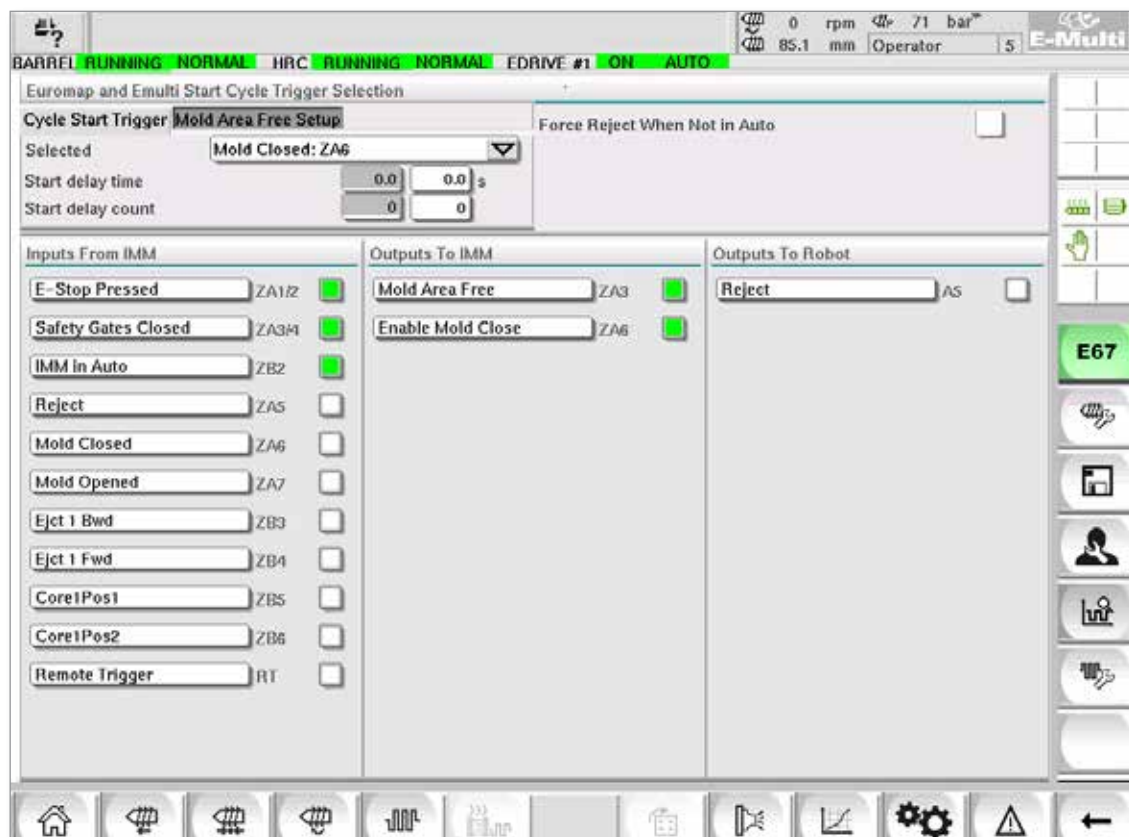 0 rpm 71 bar
85.1 mm Operator 5
E-Multi
BARREL RUNNING NORMAL HRC RUNNING NORMAL EDRIVE #1 ON AUTO
Euromap and Emulti Start Cycle Trigger Selection
Cycle Start Trigger Mold Area Free Setup
Selected Mold Closed: ZA6
Start delay time 0.0 0.0 s
Start delay count 0 0
Force Reject When Not in Auto
Inputs From IMM
E-Stop Pressed ZA1/2
Safety Gates Closed ZA3/4
IMM in Auto ZB2
Reject ZA5
Mold Closed ZA6
Mold Opened ZA7
Ejct 1 Bwd ZB3
Ejct 1 Fwd ZB4
Core1Pos1 ZB5
Core1Pos2 ZB6
Remote Trigger RT
Outputs To IMM
Mold Area Free ZA3
Enable Mold Close ZA6
Outputs To Robot
Reject A5
E67